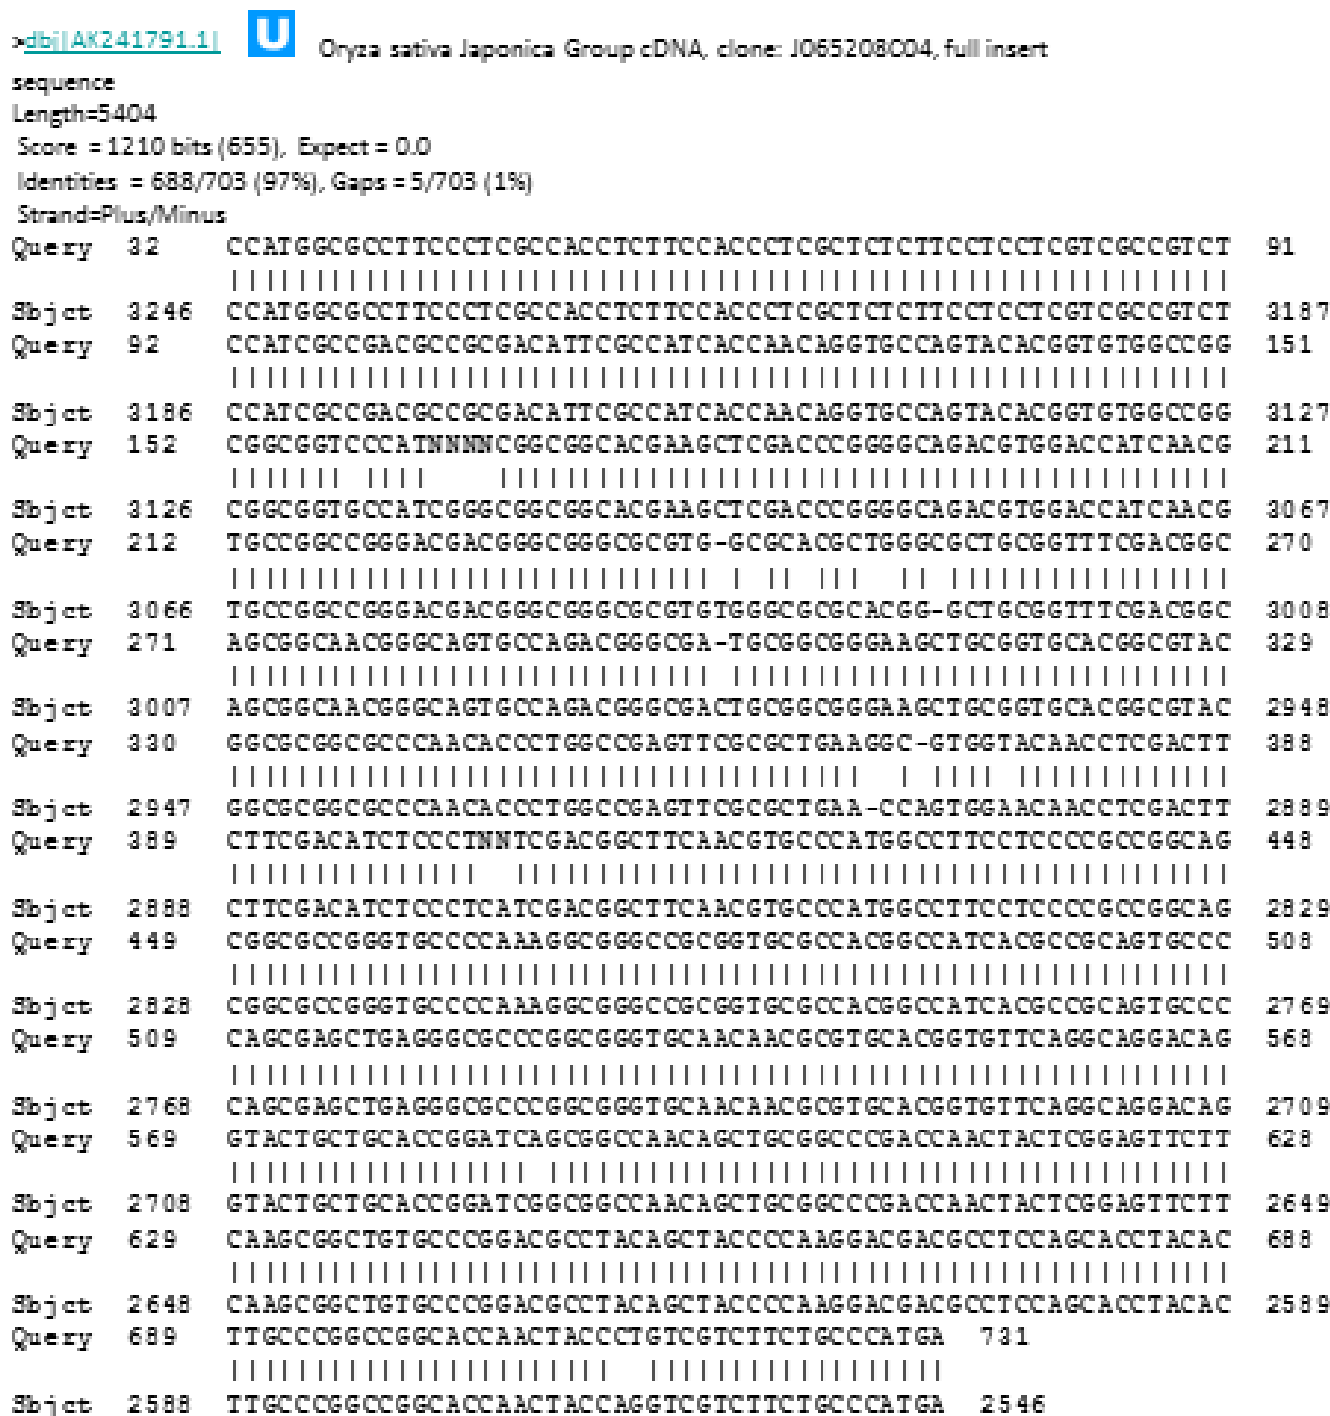 >dbj|AK241791.1| U Oryza sativa Japonica Group cDNA, clone: J065208C04, full insert
sequence
Length=5404
Score = 1210 bits (655), Expect = 0.0
Identities = 688/703 (97%), Gaps = 5/703 (1%)
Strand=Plus/Minus
Query 32 CCATGGCGCCTTCCCTCGCCACCTCTTCCACCCTCGCTCTCTTCCTCCTCGTCGCCGTCT 91
||||||||||||||||||||||||||||||||||||||||||||||||||||||||||||
Sbjct 3246 CCATGGCGCCTTCCCTCGCCACCTCTTCCACCCTCGCTCTCTTCCTCCTCGTCGCCGTCT 3187
Query 92 CCATCGCCGACGCCGCGACATTCGCCATCACCAACAGGTGCCAGTACACGGTGTGGCCGG 151
||||||||||||||||||||||||||||||||||||||||||||||||||||||||||||
Sbjct 3186 CCATCGCCGACGCCGCGACATTCGCCATCACCAACAGGTGCCAGTACACGGTGTGGCCGG 3127
Query 152 CGGCGGTCCCATNNNNCGGCGGCACGAAGCTCGACCCGGGGCAGACGTGGACCATCAACG 211
||||||| ||||    ||||||||||||||||||||||||||||||||||||||||||||
Sbjct 3126 CGGCGGTGCCATCGGGCGGCGGCACGAAGCTCGACCCGGGGCAGACGTGGACCATCAACG 3067
Query 212 TGCCGGCCGGGACGACGGGCGGGCGCGTG-GCGCACGCTGGGCGCTGCGGTTTCGACGGC 270
||||||||||||||||||||||||||||| | || |||  || |||||||||||||||||
Sbjct 3066 TGCCGGCCGGGACGACGGGCGGGCGCGTGTGGGCGCGCACGG-GCTGCGGTTTCGACGGC 3008
Query 271 AGCGGCAACGGGCAGTGCCAGACGGGCGA-TGCGGCGGGAAGCTGCGGTGCACGGCGTAC 329
||||||||||||||||||||||||||||| ||||||||||||||||||||||||||||||
Sbjct 3007 AGCGGCAACGGGCAGTGCCAGACGGGCGACTGCGGCGGGAAGCTGCGGTGCACGGCGTAC 2948
Query 330 GGCGCGGCGCCCAACACCCTGGCCGAGTTCGCGCTGAAGGC-GTGGTACAACCTCGACTT 388
||||||||||||||||||||||||||||||||||||||  | |||| |||||||||||||
Sbjct 2947 GGCGCGGCGCCCAACACCCTGGCCGAGTTCGCGCTGAA-CCAGTGGAACAACCTCGACTT 2889
Query 389 CTTCGACATCTCCCTNNTCGACGGCTTCAACGTGCCCATGGCCTTCCTCCCCGCCGGCAG 448
|||||||||||||||  |||||||||||||||||||||||||||||||||||||||||||
Sbjct 2888 CTTCGACATCTCCCTCATCGACGGCTTCAACGTGCCCATGGCCTTCCTCCCCGCCGGCAG 2829
Query 449 CGGCGCCGGGTGCCCCAAAGGCGGGCCGCGGTGCGCCACGGCCATCACGCCGCAGTGCCC 508
||||||||||||||||||||||||||||||||||||||||||||||||||||||||||||
Sbjct 2828 CGGCGCCGGGTGCCCCAAAGGCGGGCCGCGGTGCGCCACGGCCATCACGCCGCAGTGCCC 2769
Query 509 CAGCGAGCTGAGGGCGCCCGGCGGGTGCAACAACGCGTGCACGGTGTTCAGGCAGGACAG 568
||||||||||||||||||||||||||||||||||||||||||||||||||||||||||||
Sbjct 2768 CAGCGAGCTGAGGGCGCCCGGCGGGTGCAACAACGCGTGCACGGTGTTCAGGCAGGACAG 2709
Query 569 GTACTGCTGCACCGGATCAGCGGCCAACAGCTGCGGCCCGACCAACTACTCGGAGTTCTT 628
|||||||||||||||||| |||||||||||||||||||||||||||||||||||||||||
Sbjct 2708 GTACTGCTGCACCGGATCGGCGGCCAACAGCTGCGGCCCGACCAACTACTCGGAGTTCTT 2649
Query 629 CAAGCGGCTGTGCCCGGACGCCTACAGCTACCCCAAGGACGACGCCTCCAGCACCTACAC 688
||||||||||||||||||||||||||||||||||||||||||||||||||||||||||||
Sbjct 2648 CAAGCGGCTGTGCCCGGACGCCTACAGCTACCCCAAGGACGACGCCTCCAGCACCTACAC 2589
Query 689 TTGCCCGGCCGGCACCAACTACCCTGTCGTCTTCTGCCCATGA 731
|||||||||||||||||||||||  ||||||||||||||||||
Sbjct 2588 TTGCCCGGCCGGCACCAACTACCAGGTCGTCTTCTGCCCATGA 2546